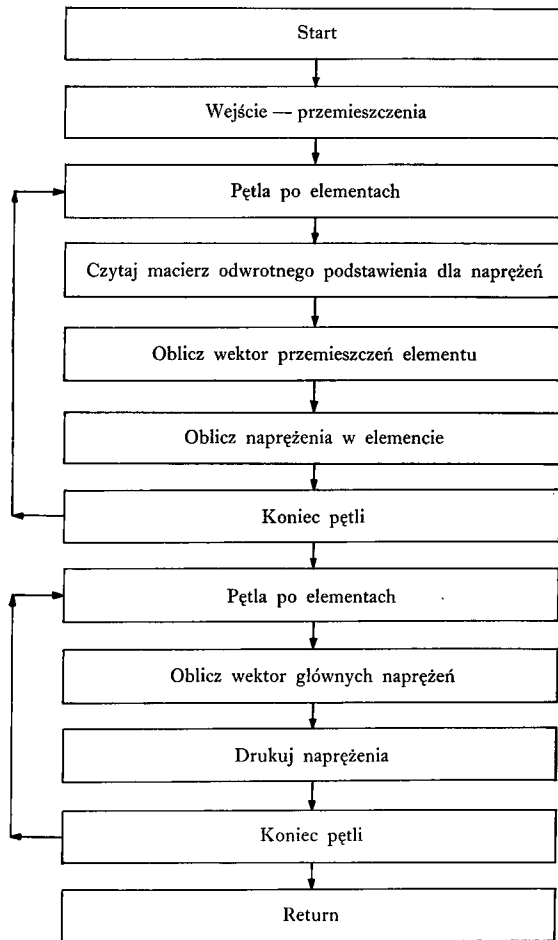 Start
Wejście — przemieszczenia
Pętla po elementach
Czytaj macierz odwrotnego podstawienia dla naprężeń
Oblicz wektor przemieszczeń elementu
Oblicz naprężenia w elemencie
Koniec pętli
Pętla po elementach
Oblicz wektor głównych naprężeń
Drukuj naprężenia
Koniec pętli
Return